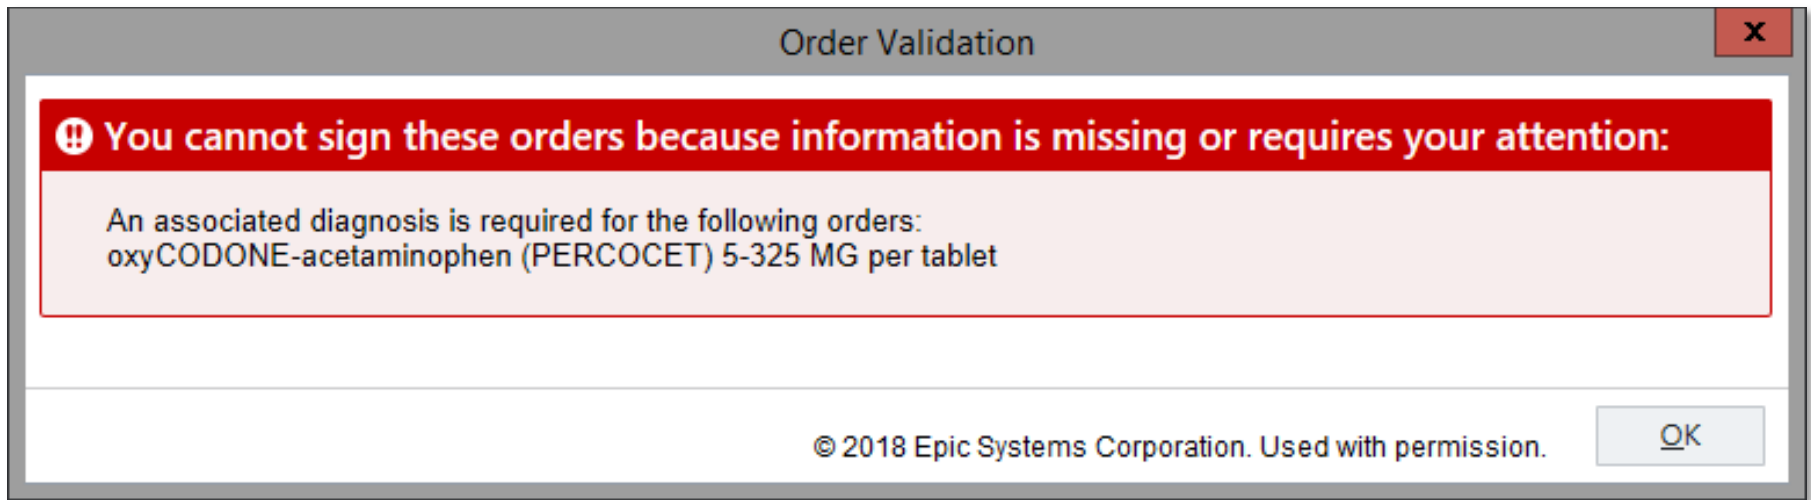 Order Validation
x
!! You cannot sign these orders because information is missing or requires your attention:
An associated diagnosis is required for the following orders:
oxyCODONE-acetaminophen (PERCOCET) 5-325 MG per tablet
© 2018 Epic Systems Corporation. Used with permission.
OK